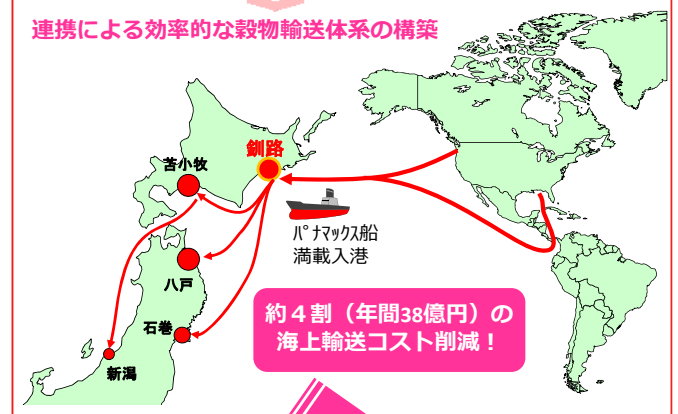 連携による効率的な穀物輸送体系の構築
釧路
苫小牧
ﾊﾟﾅﾏｯｸｽ船
満載入港
八戸
約４割（年間38億円）の
海上輸送コスト削減！
石巻
新潟